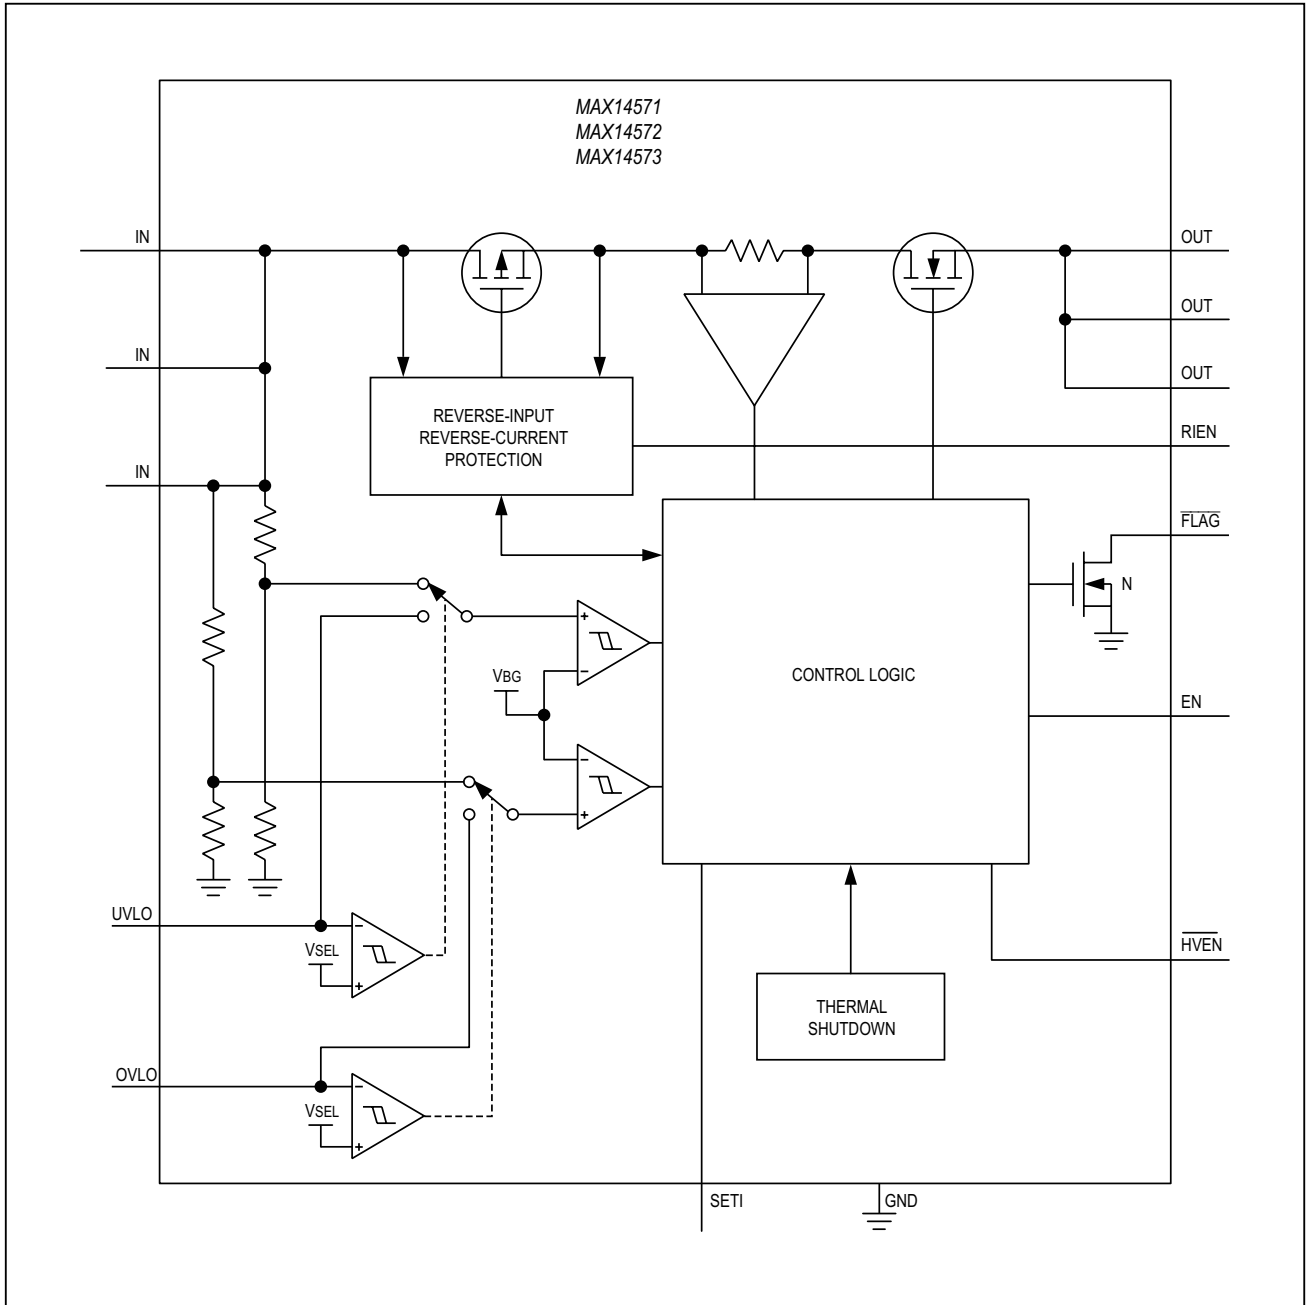 MAX14571
MAX14572
MAX14573
IN
OUT
OUT
IN
OUT
REVERSE-INPUT
REVERSE-CURRENT
PROTECTION
RIEN
IN
FLAG
N
+
−
VBG
CONTROL LOGIC
EN
−
+
UVLO
−
VSEL
+
HVEN
THERMAL
SHUTDOWN
OVLO
−
VSEL
+
SETI
GND